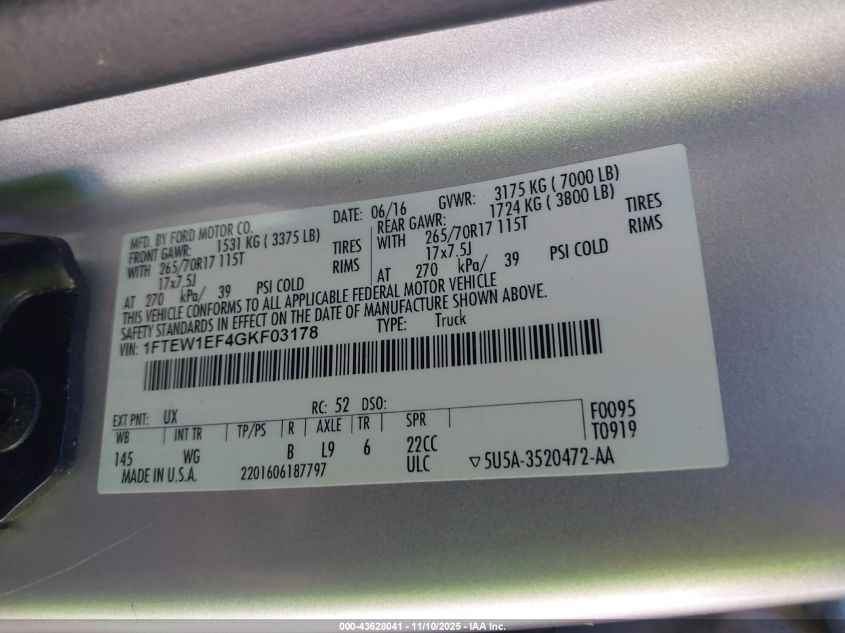 MFD. BY FORD MOTOR CO.
DATE: 06/16 GVWR: 3175 KG ( 7000 LB)
FRONT GAWR: 1531 KG ( 3375 LB)
WITH 265/70R17 115T TIRES
17x7.5J RIMS
AT 270 kPa/ 39 PSI COLD
REAR GAWR: 1724 KG ( 3800 LB)
WITH 265/70R17 115T TIRES
17x7.5J RIMS
AT 270 kPa/ 39 PSI COLD
THIS VEHICLE CONFORMS TO ALL APPLICABLE FEDERAL MOTOR VEHICLE
SAFETY STANDARDS IN EFFECT ON THE DATE OF MANUFACTURE SHOWN ABOVE.
VIN: 1FTEW1EF4GKF03178 TYPE: Truck
EXT PNT: UX RC: 52 DSO: F0095
WB INT TR TP/PS R AXLE TR SPR T0919
145 WG B L9 6 22CC
ULC ▽5U5A-3520472-AA
MADE IN U.S.A. 2201606187797
000-43628041 - 11/10/2025 - IAA Inc.